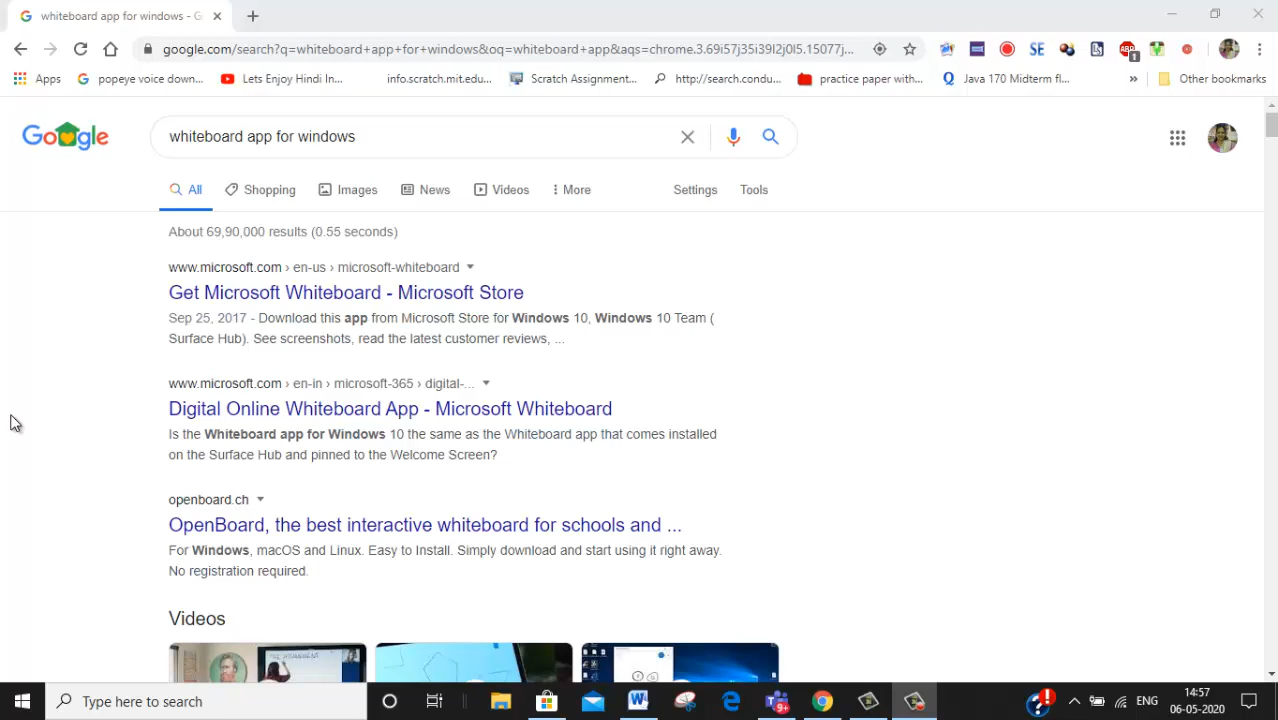 whiteboard app for windows - G
google.com/search?q=whiteboard+app+for+windows&oq=whiteboard+app&aqs=chrome.3.69i57j35i39l2j0l5.15077j...
SE
ABP
1
Apps
popeye voice down...
Lets Enjoy Hindi In...
info.scratch.mit.edu...
Scratch Assignment...
http://search.condu...
practice paper with...
Java 170 Midterm fl...
»
Other bookmarks
Google
whiteboard app for windows
All
Shopping
Images
News
Videos
More
Settings
Tools
About 69,90,000 results (0.55 seconds)
www.microsoft.com › en-us › microsoft-whiteboard
Get Microsoft Whiteboard - Microsoft Store
Sep 25, 2017 - Download this app from Microsoft Store for Windows 10, Windows 10 Team (
Surface Hub). See screenshots, read the latest customer reviews, ...
www.microsoft.com › en-in › microsoft-365 › digital-...
Digital Online Whiteboard App - Microsoft Whiteboard
Is the Whiteboard app for Windows 10 the same as the Whiteboard app that comes installed
on the Surface Hub and pinned to the Welcome Screen?
openboard.ch
OpenBoard, the best interactive whiteboard for schools and ...
For Windows, macOS and Linux. Easy to Install. Simply download and start using it right away.
No registration required.
Videos
Type here to search
9+
ENG
14:57
06-05-2020